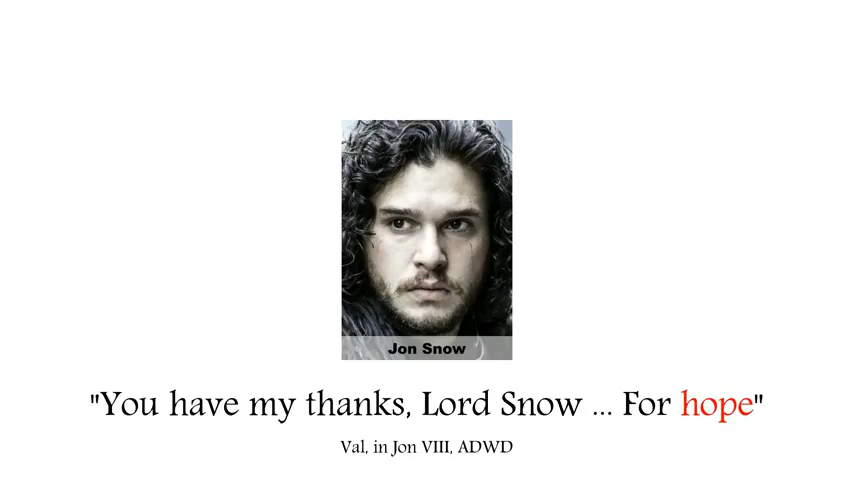 Jon Snow
"You have my thanks, Lord Snow ... For hope"
Val, in Jon VIII, ADWD